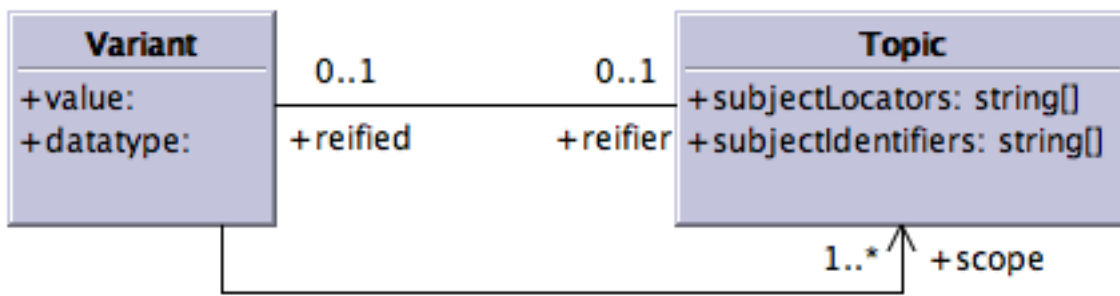 Variant
+value:
+datatype:
0..1
+reified
0..1
+reifier
Topic
+subjectLocators: string[]
+subjectIdentifiers: string[]
1..*
+scope